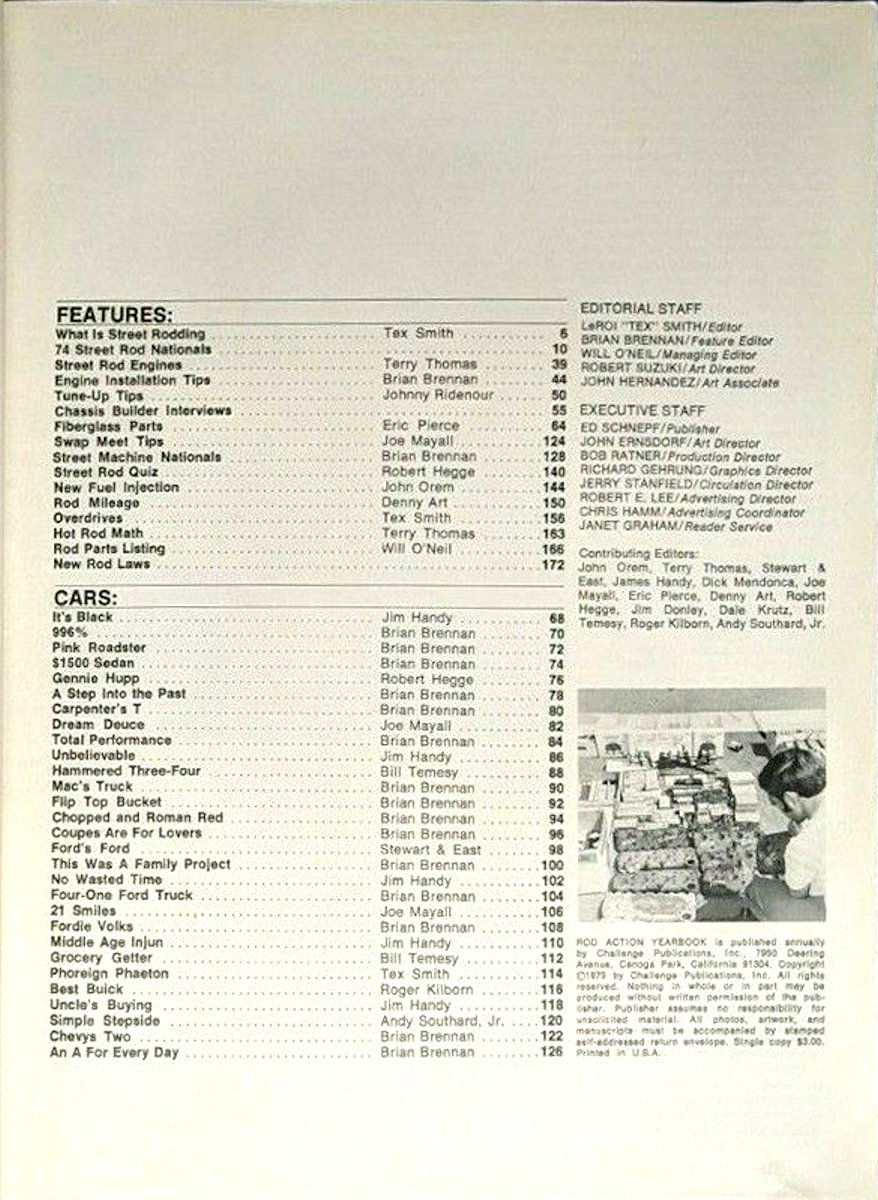 FEATURES:
What Is Street Rodding Tex Smith 6
74 Street Rod Nationals 10
Street Rod Engines Terry Thomas 39
Engine Installation Tips Brian Brennan 44
Tune-Up Tips Johnny Ridenour 50
Chassis Builder Interviews 55
Fiberglass Parts Eric Pierce 64
Swap Meet Tips Joe Mayall 124
Street Machine Nationals Brian Brennan 128
Street Rod Quiz Robert Hegge 140
New Fuel Injection John Orem 144
Rod Mileage Denny Art 150
Overdrives Tex Smith 156
Hot Rod Math Terry Thomas 163
Rod Parts Listing Will O'Neil 166
New Rod Laws 172
CARS:
It's Black Jim Handy 68
996% Brian Brennan 70
Pink Roadster Brian Brennan 72
$1500 Sedan Brian Brennan 74
Gennie Hupp Robert Hegge 76
A Step Into the Past Brian Brennan 78
Carpenter's T Brian Brennan 80
Dream Deuce Joe Mayall 82
Total Performance Brian Brennan 84
Unbelievable Jim Handy 86
Hammered Three-Four Bill Temesy 88
Mac's Truck Brian Brennan 90
Flip Top Bucket Brian Brennan 92
Chopped and Roman Red Brian Brennan 94
Coupes Are For Lovers Brian Brennan 96
Ford's Ford Stewart & East 98
This Was A Family Project Brian Brennan 100
No Wasted Time Jim Handy 102
Four-One Ford Truck Brian Brennan 104
21 Smiles Joe Mayall 106
Fordie Volks Brian Brennan 108
Middle Age Injun Jim Handy 110
Grocery Getter Bill Temesy 112
Phoreign Phaeton Tex Smith 114
Best Buick Roger Kilborn 116
Uncle's Buying Jim Handy 118
Simple Stepside Andy Southard, Jr. 120
Chevys Two Brian Brennan 122
An A For Every Day Brian Brennan 126
EDITORIAL STAFF
LeROI "TEX" SMITH/Editor
BRIAN BRENNAN/Feature Editor
WILL O'NEIL/Managing Editor
ROBERT SUZUKI/Art Director
JOHN HERNANDEZ/Art Associate
EXECUTIVE STAFF
ED SCHNEPF/Publisher
JOHN ERNSDORF/Art Director
BOB RATNER/Production Director
RICHARD GEHRUNG/Graphics Director
JERRY STANFIELD/Circulation Director
ROBERT E. LEE/Advertising Director
CHRIS HAMM/Advertising Coordinator
JANET GRAHAM/Reader Service
Contributing Editors:
John Orem, Terry Thomas, Stewart &
East, James Handy, Dick Mendonca, Joe
Mayall, Eric Pierce, Denny Art, Robert
Hegge, Jim Donley, Dale Krutz, Bill
Temesy, Roger Kilborn, Andy Southard, Jr.
ROD ACTION YEARBOOK is published annually
by Challenge Publications, Inc., 7950 Deering
Avenue, Canoga Park, California 91304. Copyright
©1973 by Challenge Publications, Inc. All rights
reserved. Nothing in whole or in part may be
produced without written permission of the pub-
lisher. Publisher assumes no responsibility for
unsolicited material. All photos, artwork, and
manuscripts must be accompanied by stamped
self-addressed return envelope. Single copy $3.00.
Printed in U.S.A.